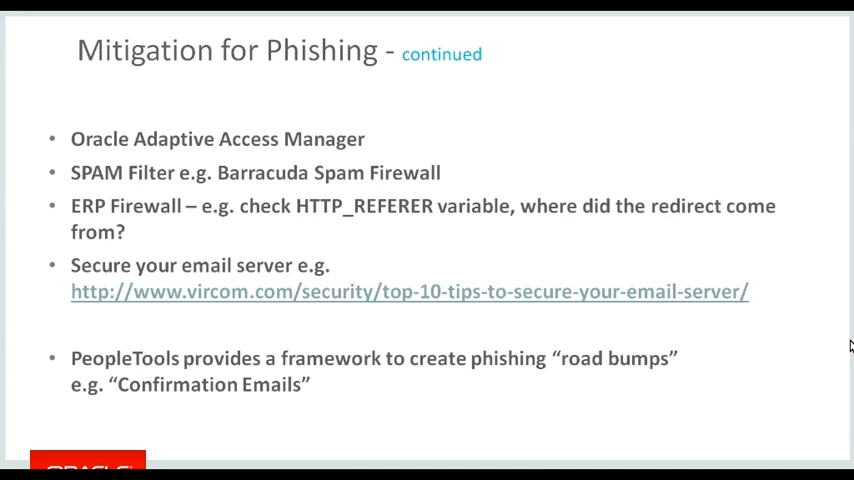 Mitigation for Phishing - continued
• Oracle Adaptive Access Manager
• SPAM Filter e.g. Barracuda Spam Firewall
• ERP Firewall – e.g. check HTTP_REFERER variable, where did the redirect come
from?
• Secure your email server e.g.
http://www.vircom.com/security/top-10-tips-to-secure-your-email-server/
• PeopleTools provides a framework to create phishing “road bumps”
e.g. “Confirmation Emails”
ORACLE